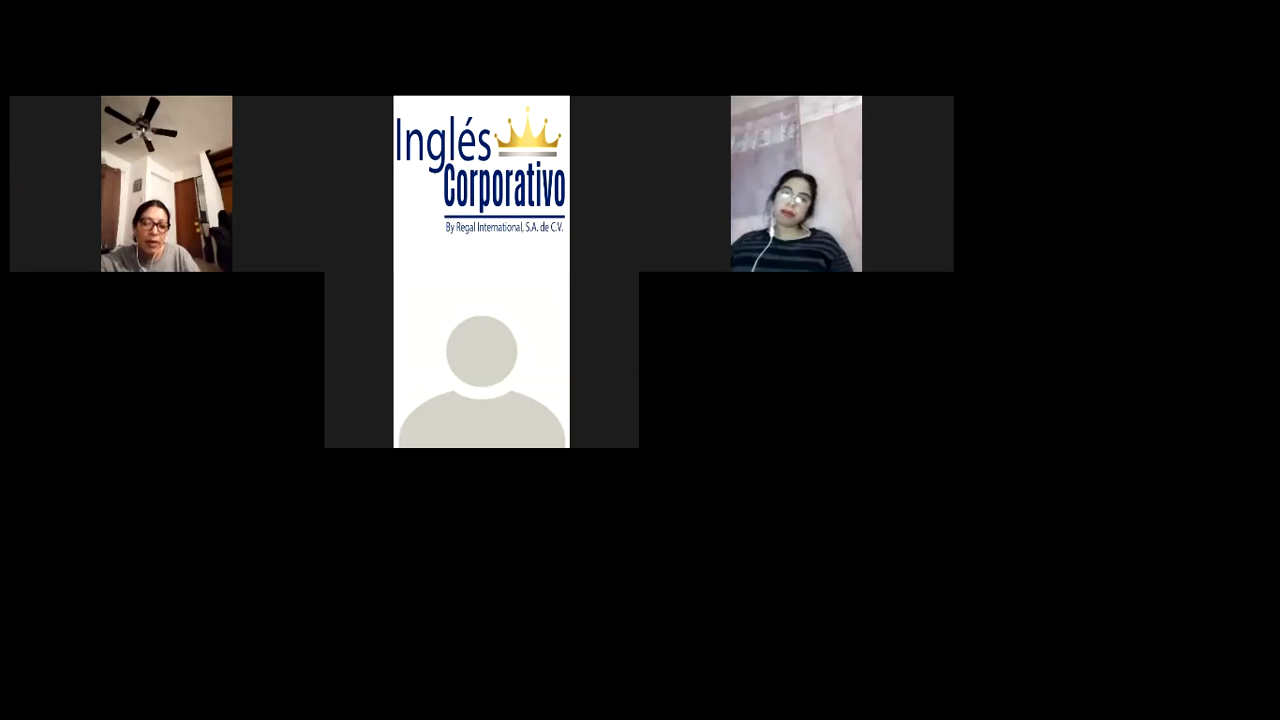 Inglés
Corporativo
By Regal International, S.A. de C.V.